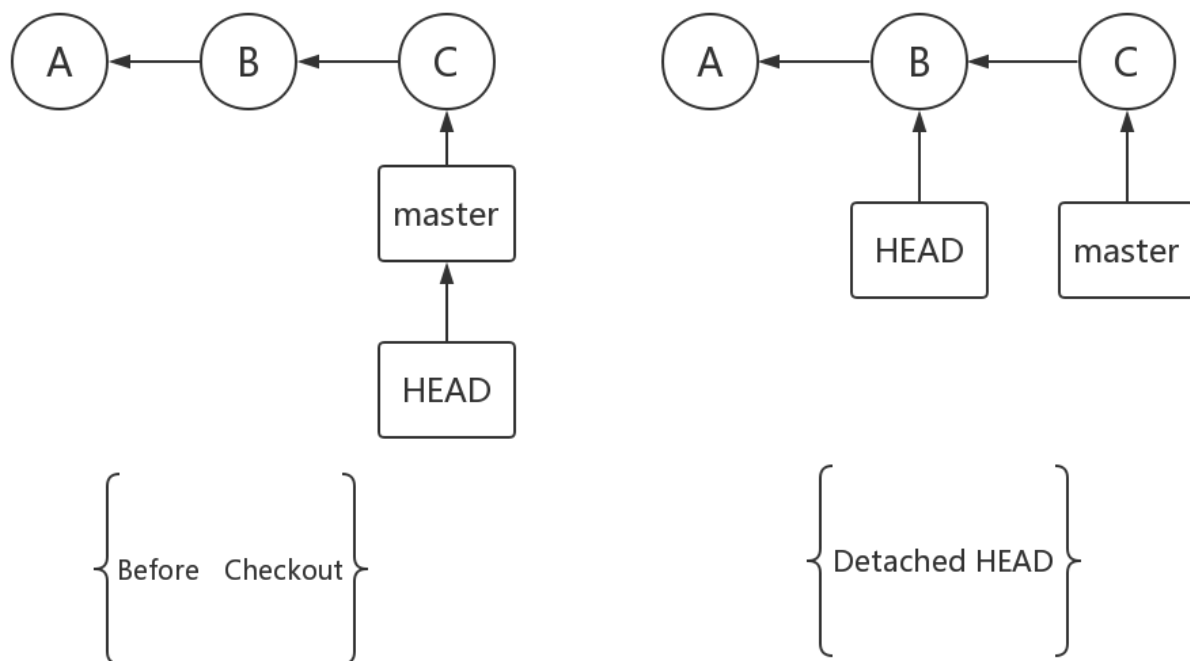 A B C
A B C
master
HEAD
HEAD
master
Before Checkout
Detached HEAD